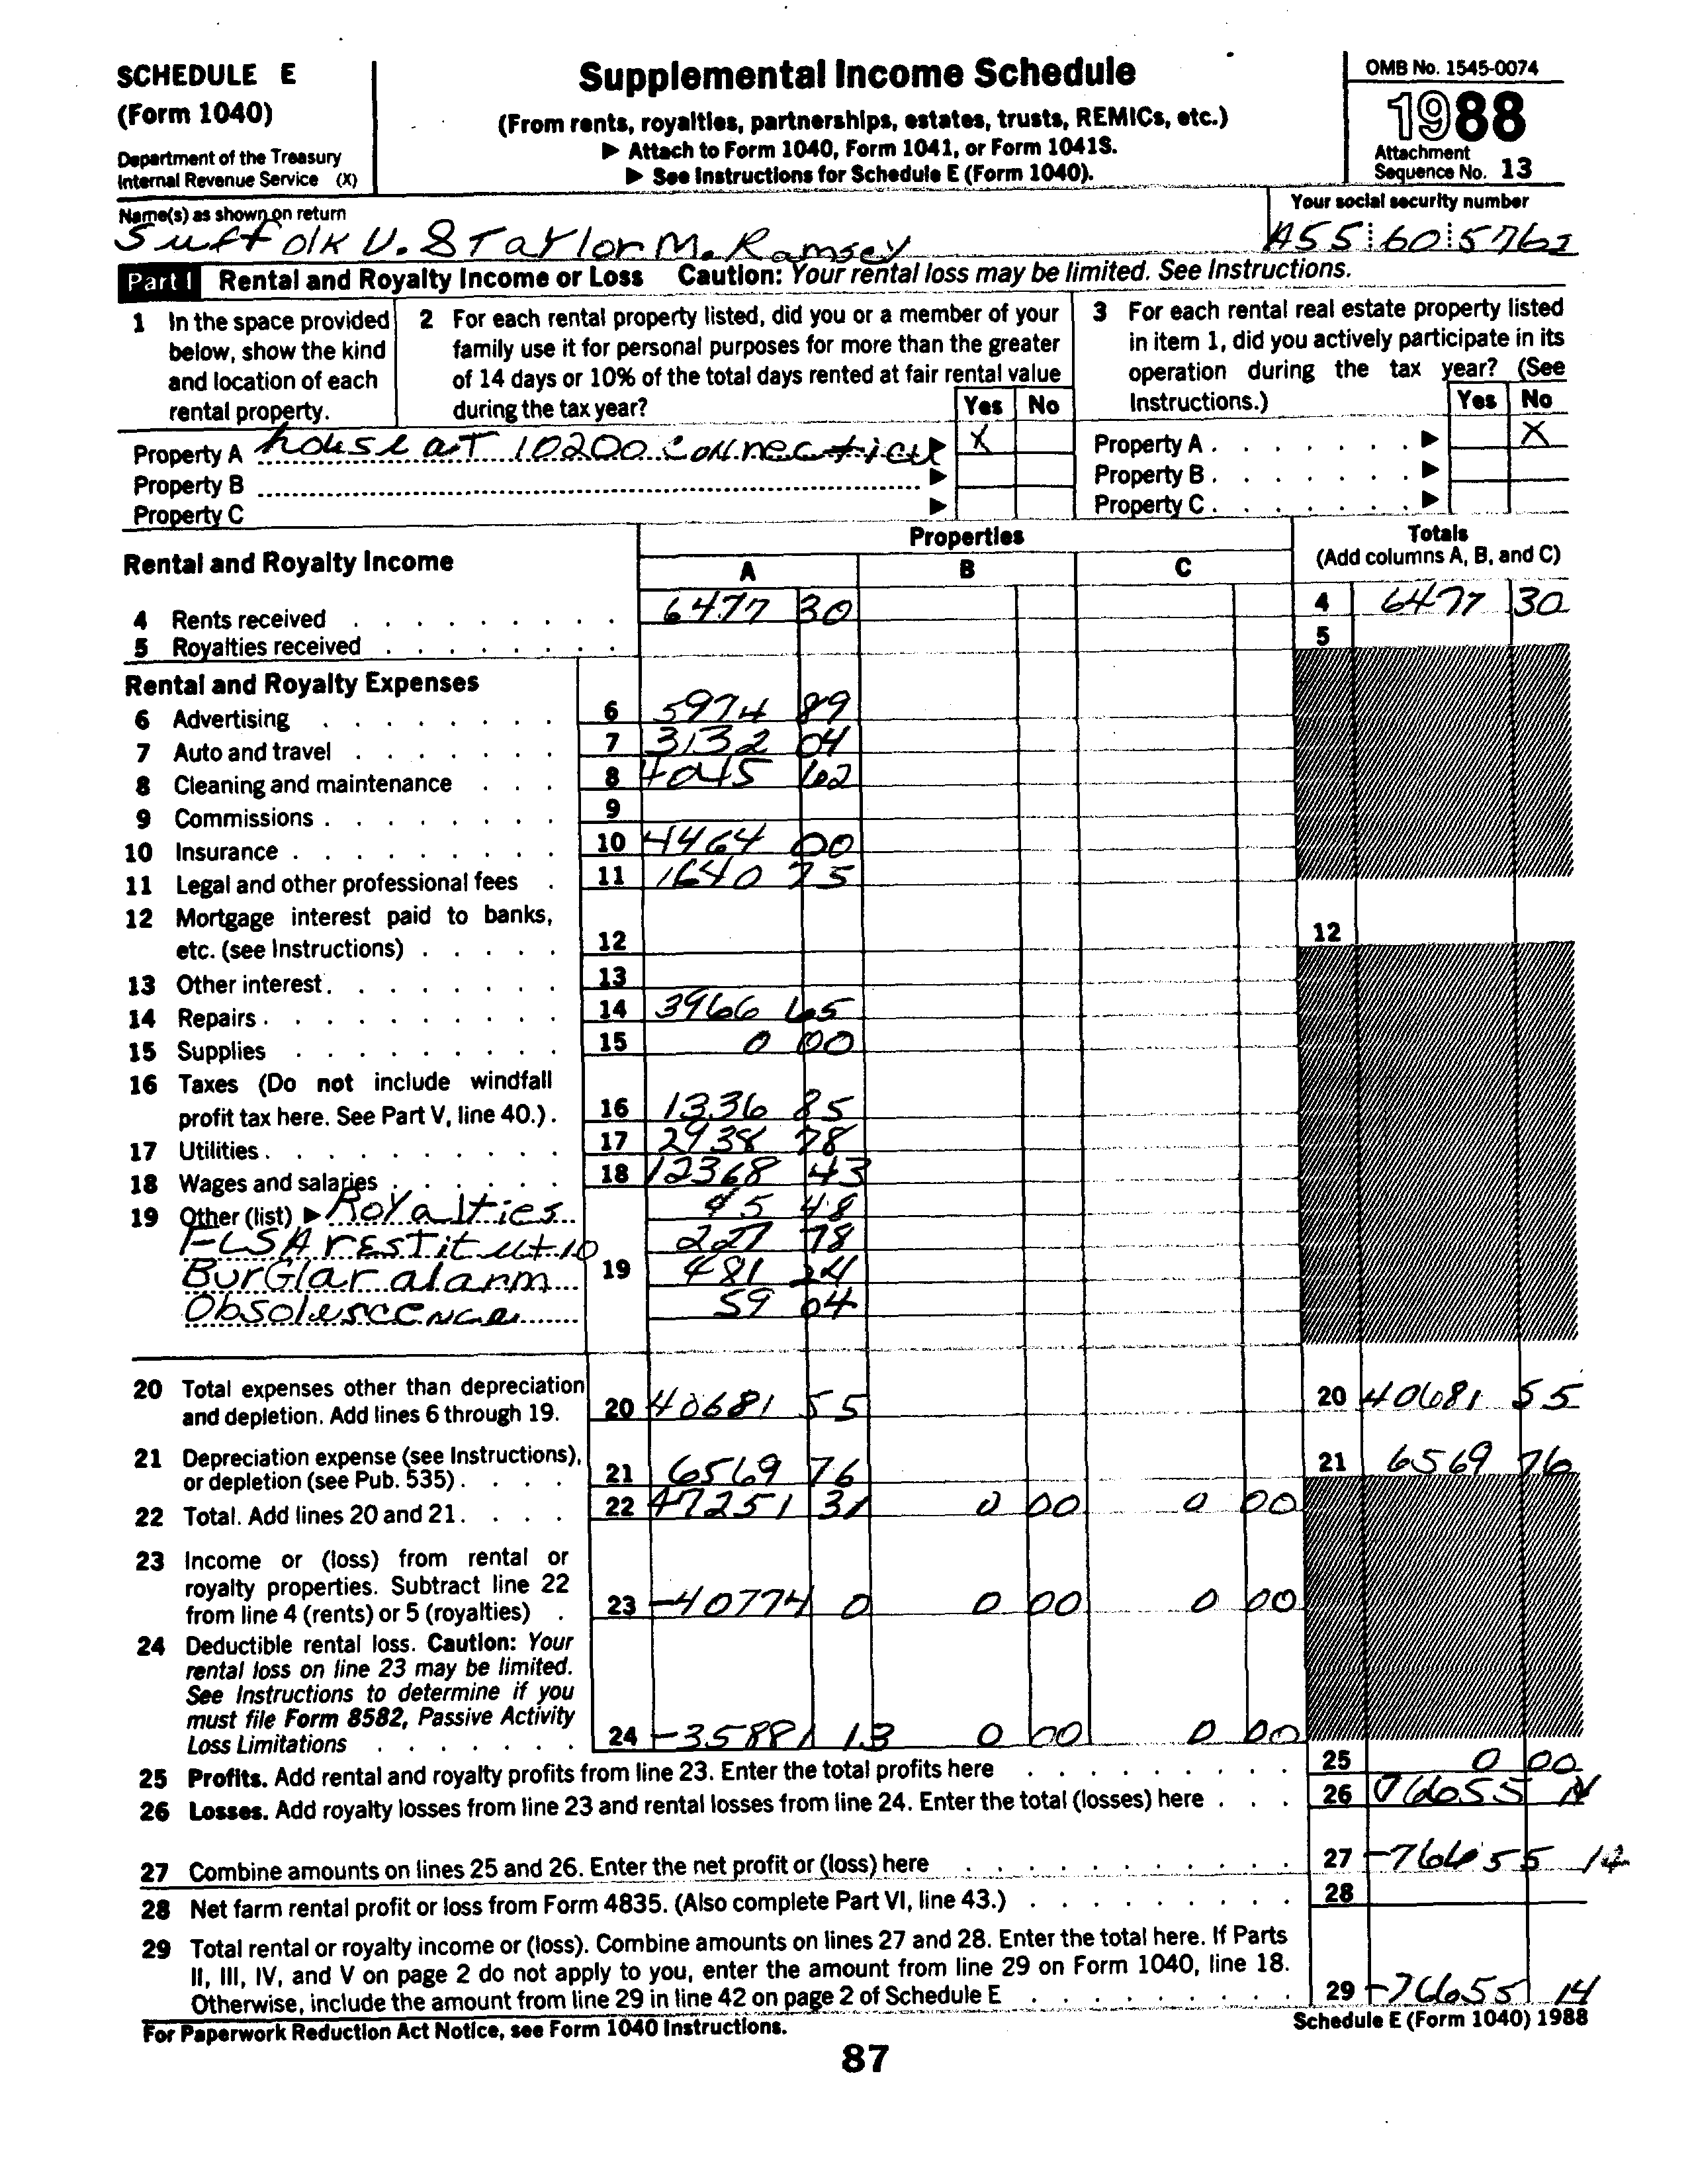 SCHEDULE E
(Form 1040)
Department of the Treasury
Internal Revenue Service (X)
Supplemental Income Schedule
(From rents, royalties, partnerships, estates, trusts, REMICs, etc.)
▶ Attach to Form 1040, Form 1041, or Form 1041S.
▶ See Instructions for Schedule E (Form 1040).
OMB No. 1545-0074
1988
Attachment
Sequence No. 13
Name(s) as shown on return
Suffolk U. & Taylor M. Ramsey
Your social security number
A55 60 5762
Part I Rental and Royalty Income or Loss Caution: Your rental loss may be limited. See Instructions.
1 In the space provided
below, show the kind
and location of each
rental property.
2 For each rental property listed, did you or a member of your
family use it for personal purposes for more than the greater
of 14 days or 10% of the total days rented at fair rental value
during the tax year? Yes No
3 For each rental real estate property listed
in item 1, did you actively participate in its
operation during the tax year? (See
Instructions.) Yes No
Property A house at 10200 connecticu ▶ X
Property B ▶
Property C ▶
Property A . . . . . . . ▶ X
Property B . . . . . . . ▶
Property C . . . . . . . ▶
Rental and Royalty Income
Properties
A B C
Totals
(Add columns A, B, and C)
4 Rents received 6477 30 4 6477 30
5 Royalties received 5
Rental and Royalty Expenses
6 Advertising 6 5974 89
7 Auto and travel 7 3132 04
8 Cleaning and maintenance 8 4045 62
9 Commissions 9
10 Insurance 10 4464 00
11 Legal and other professional fees 11 1640 75
12 Mortgage interest paid to banks,
etc. (see Instructions) 12 12
13 Other interest 13
14 Repairs 14 3966 65
15 Supplies 15 0 00
16 Taxes (Do not include windfall
profit tax here. See Part V, line 40.) 16 1336 85
17 Utilities 17 2938 78
18 Wages and salaries 18 12368 43
19 Other (list) ▶ Royalties 45 48
FLSA restitutio 227 78
Burglar alarm 19 481 24
Obsolescence 59 04
20 Total expenses other than depreciation
and depletion. Add lines 6 through 19. 20 40681 55 20 40681 55
21 Depreciation expense (see Instructions),
or depletion (see Pub. 535) 21 6569 76 21 6569 76
22 Total. Add lines 20 and 21 22 47251 31 0 00 0 00
23 Income or (loss) from rental or
royalty properties. Subtract line 22
from line 4 (rents) or 5 (royalties) 23 -40774 0 0 00 0 00
24 Deductible rental loss. Caution: Your
rental loss on line 23 may be limited.
See Instructions to determine if you
must file Form 8582, Passive Activity
Loss Limitations 24 -35881 13 0 00 0 00
25 Profits. Add rental and royalty profits from line 23. Enter the total profits here 25 0 00
26 Losses. Add royalty losses from line 23 and rental losses from line 24. Enter the total (losses) here 26 76655
27 Combine amounts on lines 25 and 26. Enter the net profit or (loss) here 27 -76655 14
28 Net farm rental profit or loss from Form 4835. (Also complete Part VI, line 43.) 28
29 Total rental or royalty income or (loss). Combine amounts on lines 27 and 28. Enter the total here. If Parts
II, III, IV, and V on page 2 do not apply to you, enter the amount from line 29 on Form 1040, line 18.
Otherwise, include the amount from line 29 in line 42 on page 2 of Schedule E 29 -76655 14
For Paperwork Reduction Act Notice, see Form 1040 Instructions.
Schedule E (Form 1040) 1988
87